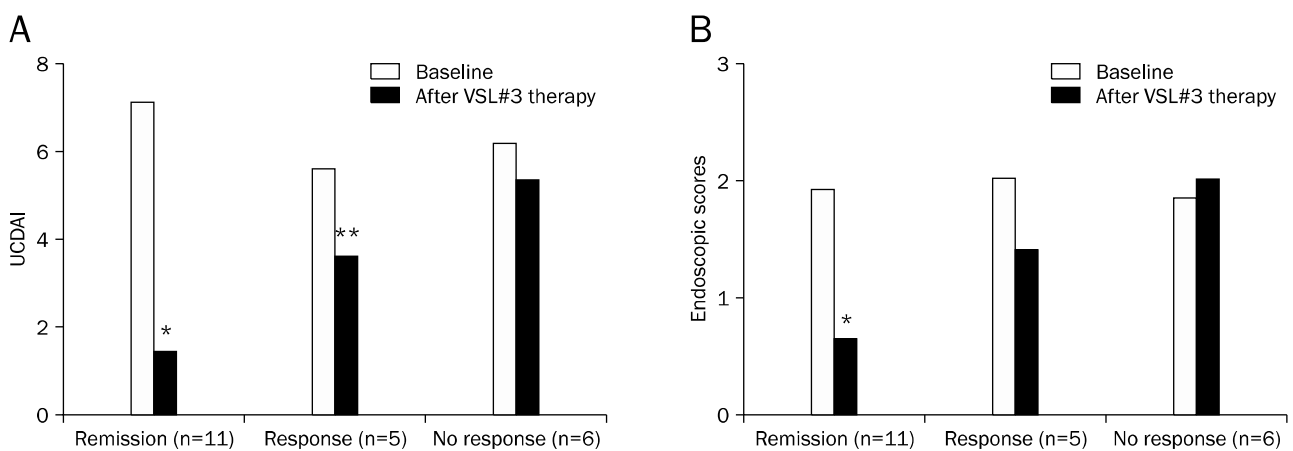 A
8
6
4
2
0
UCDAI
Baseline
After VSL#3 therapy
*
**
Remission (n=11) Response (n=5) No response (n=6)
B
3
2
1
0
Endoscopic scores
Baseline
After VSL#3 therapy
*
Remission (n=11) Response (n=5) No response (n=6)